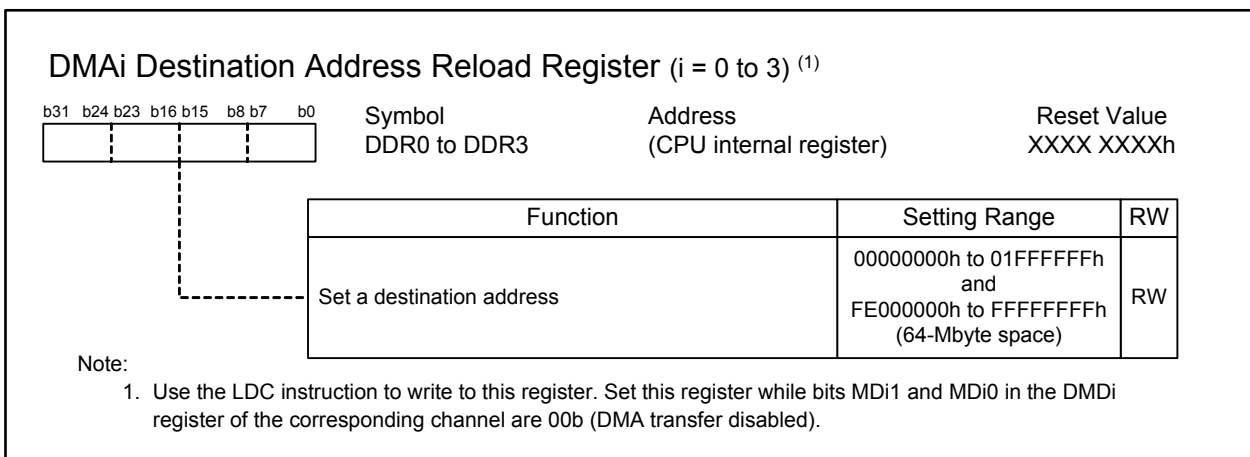 DMAi Destination Address Reload Register (i = 0 to 3) (1)
b31 b24 b23 b16 b15 b8 b7 b0
Symbol Address Reset Value
DDR0 to DDR3 (CPU internal register) XXXX XXXXh
Function Setting Range RW
Set a destination address
00000000h to 01FFFFFFh
and
FE000000h to FFFFFFFFh
(64-Mbyte space)
RW
Note:
1. Use the LDC instruction to write to this register. Set this register while bits MDi1 and MDi0 in the DMDi
register of the corresponding channel are 00b (DMA transfer disabled).